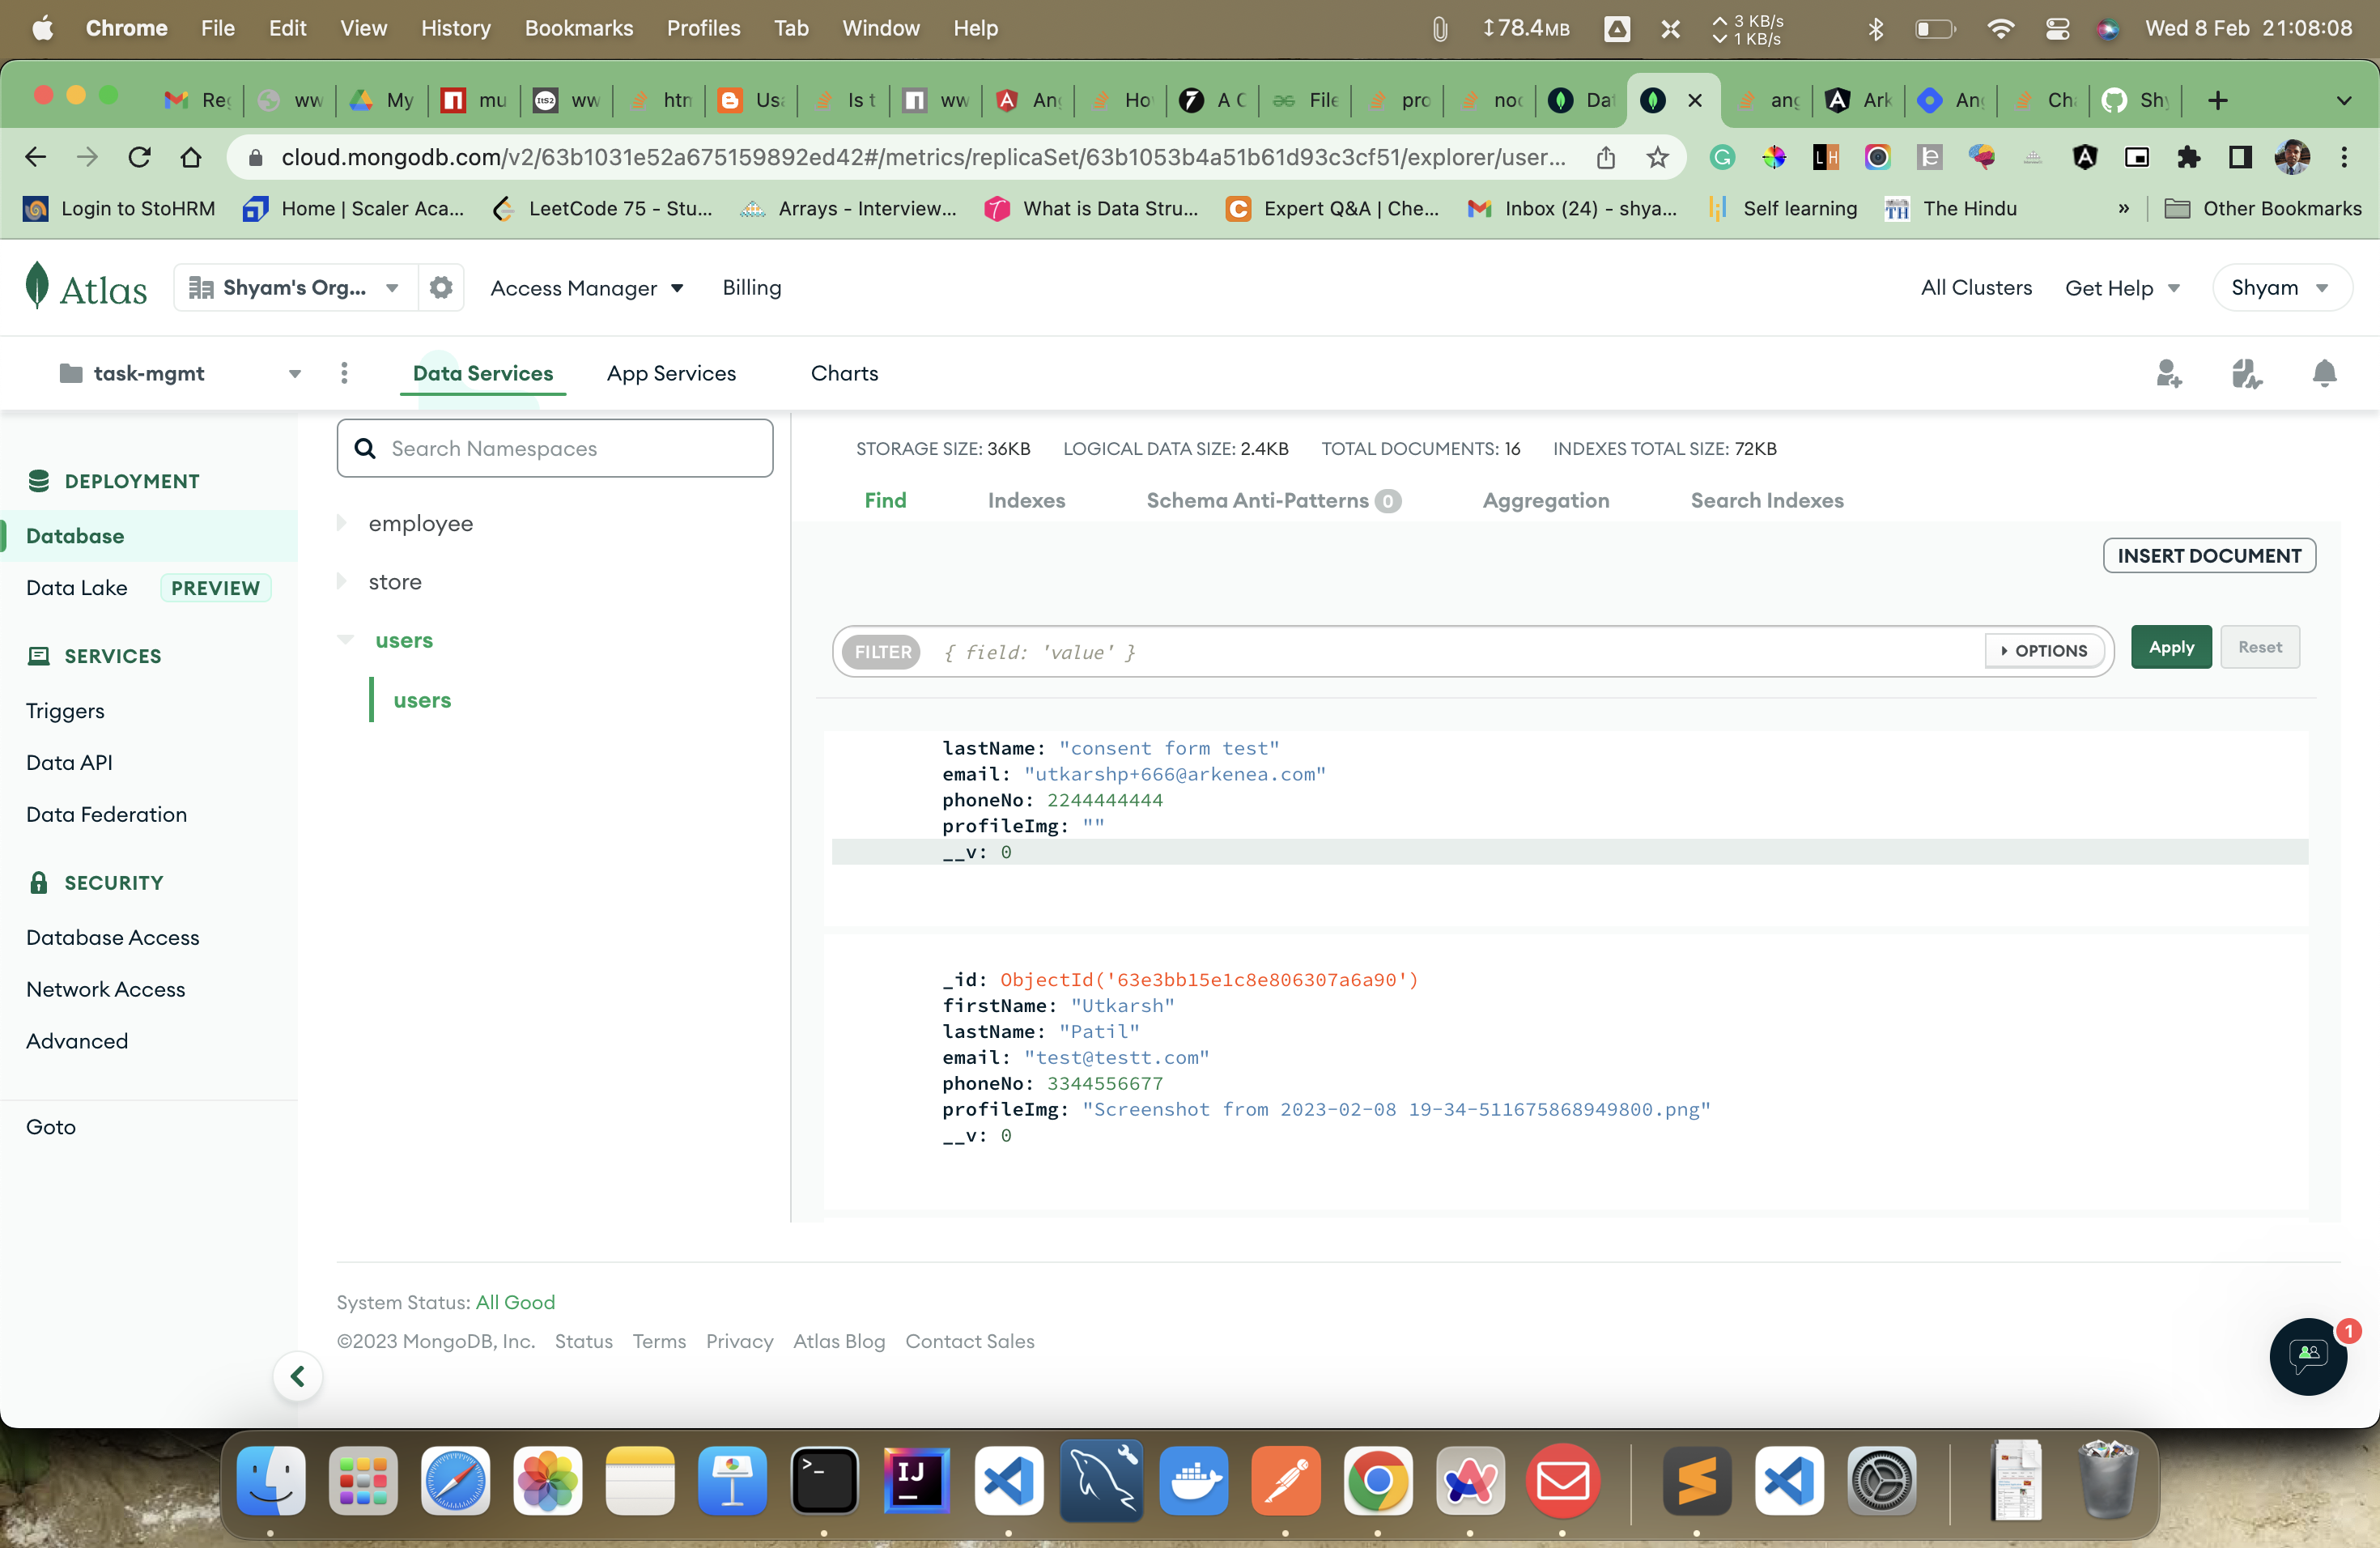 Chrome File Edit View History Bookmarks Profiles Tab Window Help 78.4MB 3 KB/s 1 KB/s Wed 8 Feb 21:08:08
Re ww My mu ww htm Usa Is t ww An Ho A C File pro noc Dat ang Ark An Cha Shy
cloud.mongodb.com/v2/63b1031e52a675159892ed42#/metrics/replicaSet/63b1053b4a51b61d93c3cf51/explorer/user...
Login to StoHRM Home | Scaler Aca... LeetCode 75 - Stu... Arrays - Interview... What is Data Stru... Expert Q&A | Che... Inbox (24) - shya... Self learning The Hindu » Other Bookmarks
Atlas Shyam's Org... Access Manager Billing All Clusters Get Help Shyam
task-mgmt Data Services App Services Charts
Search Namespaces
employee
store
users
users
DEPLOYMENT
Database
Data Lake PREVIEW
SERVICES
Triggers
Data API
Data Federation
SECURITY
Database Access
Network Access
Advanced
Goto
STORAGE SIZE: 36KB LOGICAL DATA SIZE: 2.4KB TOTAL DOCUMENTS: 16 INDEXES TOTAL SIZE: 72KB
Find Indexes Schema Anti-Patterns 0 Aggregation Search Indexes
INSERT DOCUMENT
FILTER { field: 'value' } OPTIONS Apply Reset
lastName: "consent form test"
email: "utkarshp+666@arkenea.com"
phoneNo: 2244444444
profileImg: ""
__v: 0
_id: ObjectId('63e3bb15e1c8e806307a6a90')
firstName: "Utkarsh"
lastName: "Patil"
email: "test@testt.com"
phoneNo: 3344556677
profileImg: "Screenshot from 2023-02-08 19-34-511675868949800.png"
__v: 0
System Status: All Good
©2023 MongoDB, Inc. Status Terms Privacy Atlas Blog Contact Sales
1